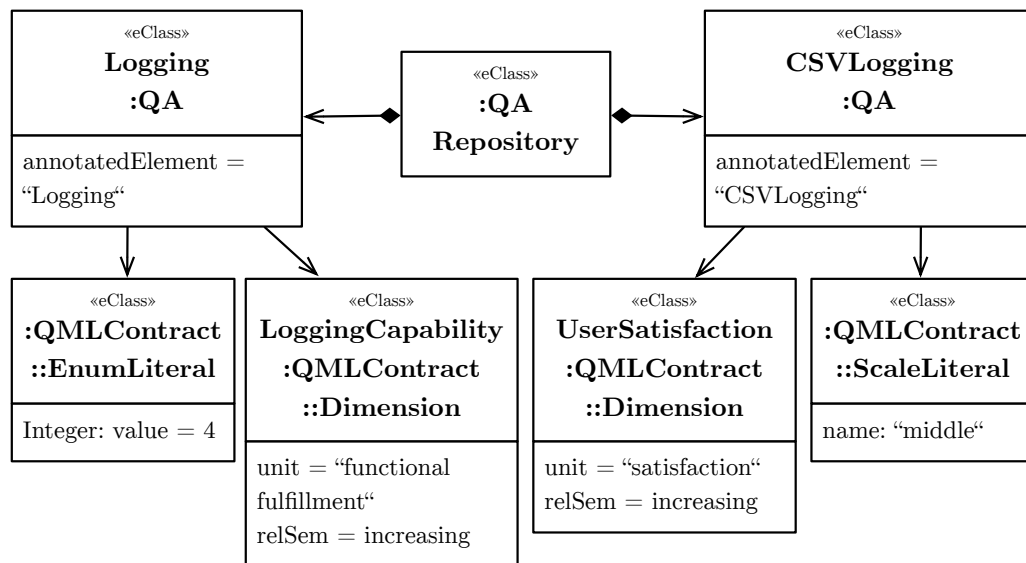 «eClass»
Logging
:QA
annotatedElement =
“Logging“
«eClass»
:QA
Repository
«eClass»
CSVLogging
:QA
annotatedElement =
“CSVLogging“
«eClass»
:QMLContract
::EnumLiteral
Integer: value = 4
«eClass»
LoggingCapability
:QMLContract
::Dimension
unit = “functional
fulfillment“
relSem = increasing
«eClass»
UserSatisfaction
:QMLContract
::Dimension
unit = “satisfaction“
relSem = increasing
«eClass»
:QMLContract
::ScaleLiteral
name: “middle“